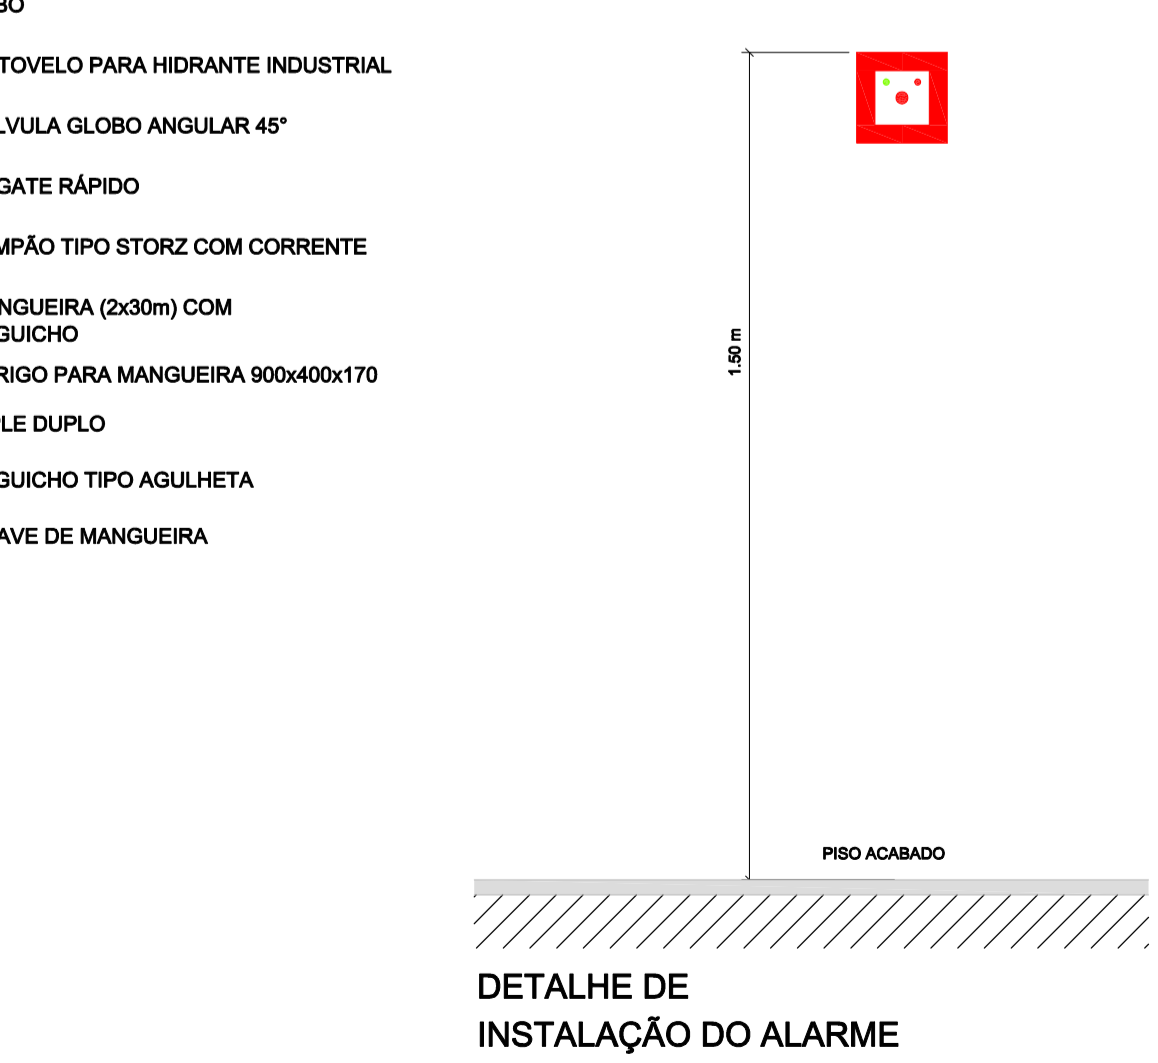 TOVELO PARA HIDRANTE INDUSTRIAL
LVULA GLOBO ANGULAR 45°
GATE RÁPIDO
MPÃO TIPO STORZ COM CORRENTE
NGUEIRA (2x30m) COM
GUICHO
RIGO PARA MANGUEIRA 900x400x170
PLE DUPLO
GUICHO TIPO AGULHETA
AVE DE MANGUEIRA
1.50 m
PISO ACABADO
DETALHE DE
INSTALAÇÃO DO ALARME